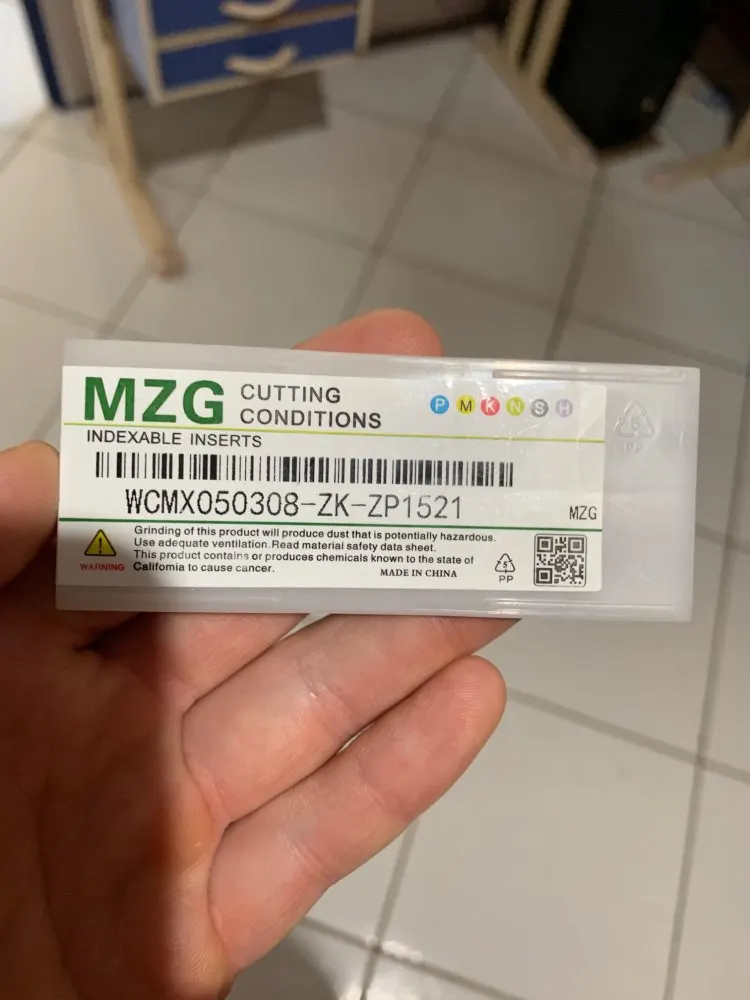 MZG CUTTING CONDITIONS
P M K N S H
INDEXABLE INSERTS
WCMX050308-ZK-ZP1521
MZG
WARNING
Grinding of this product will produce dust that is potentially hazardous.
Use adequate ventilation.Read material safety data sheet.
This product contains or produces chemicals known to the state of
California to cause cancer.
MADE IN CHINA
5
PP
5
PP